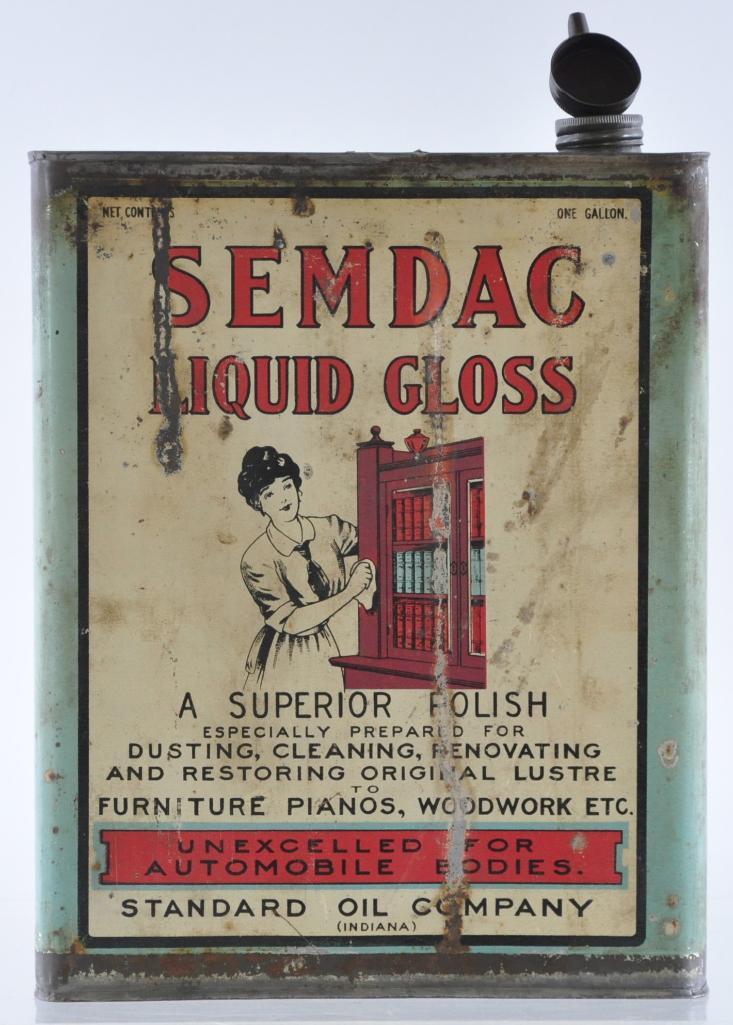 NET CONTENTS
ONE GALLON.
SEMDAC
LIQUID GLOSS
A SUPERIOR POLISH
ESPECIALLY PREPARED FOR
DUSTING, CLEANING, RENOVATING
AND RESTORING ORIGINAL LUSTRE
TO
FURNITURE PIANOS, WOODWORK ETC.
UNEXCELLED FOR
AUTOMOBILE BODIES.
STANDARD OIL COMPANY
(INDIANA)